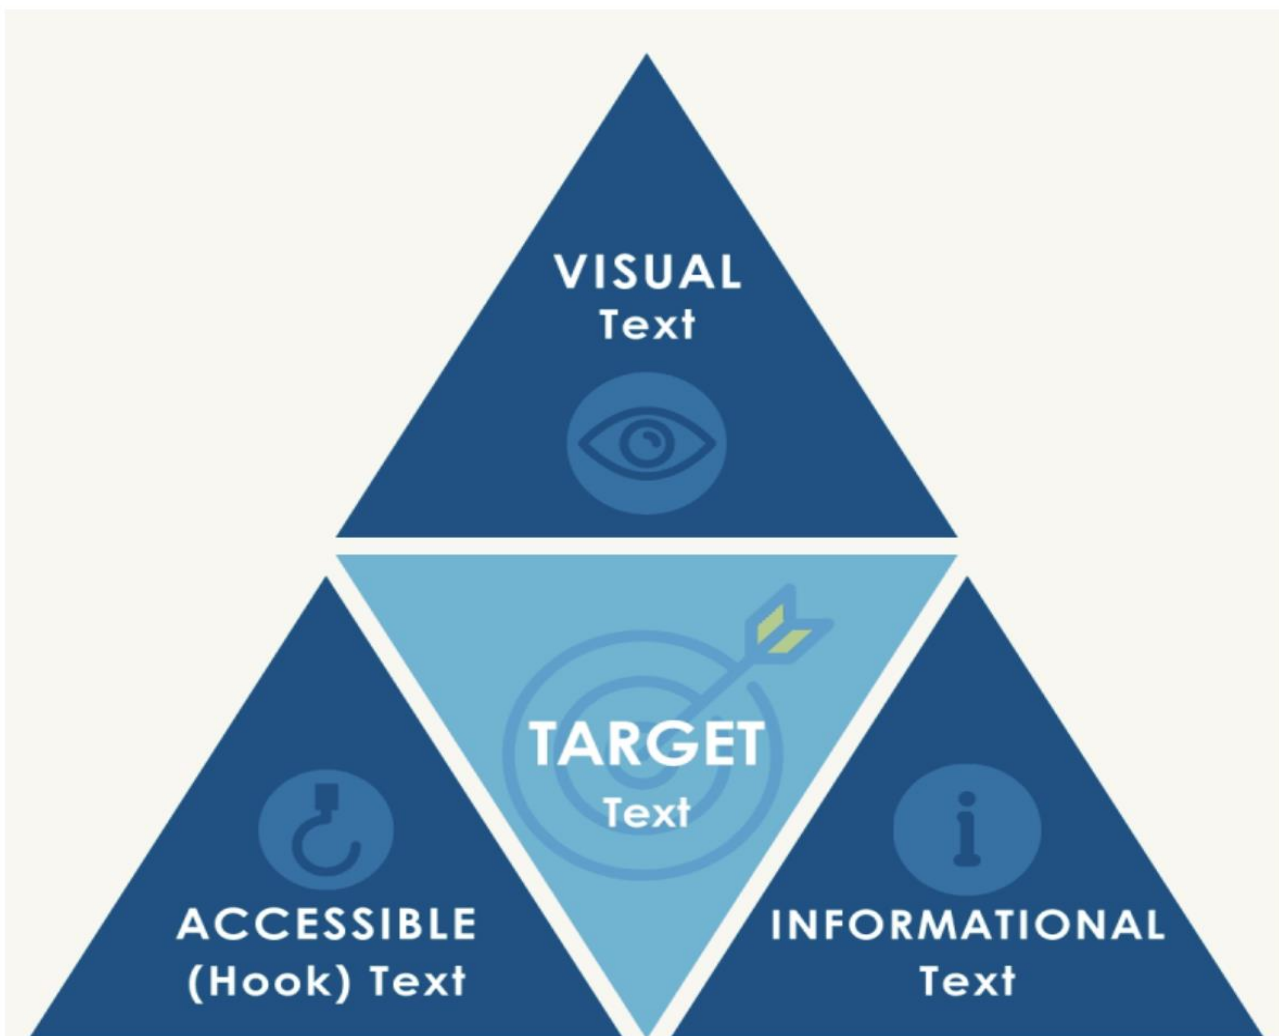 VISUAL
Text
TARGET
Text
ACCESSIBLE
(Hook) Text
INFORMATIONAL
Text